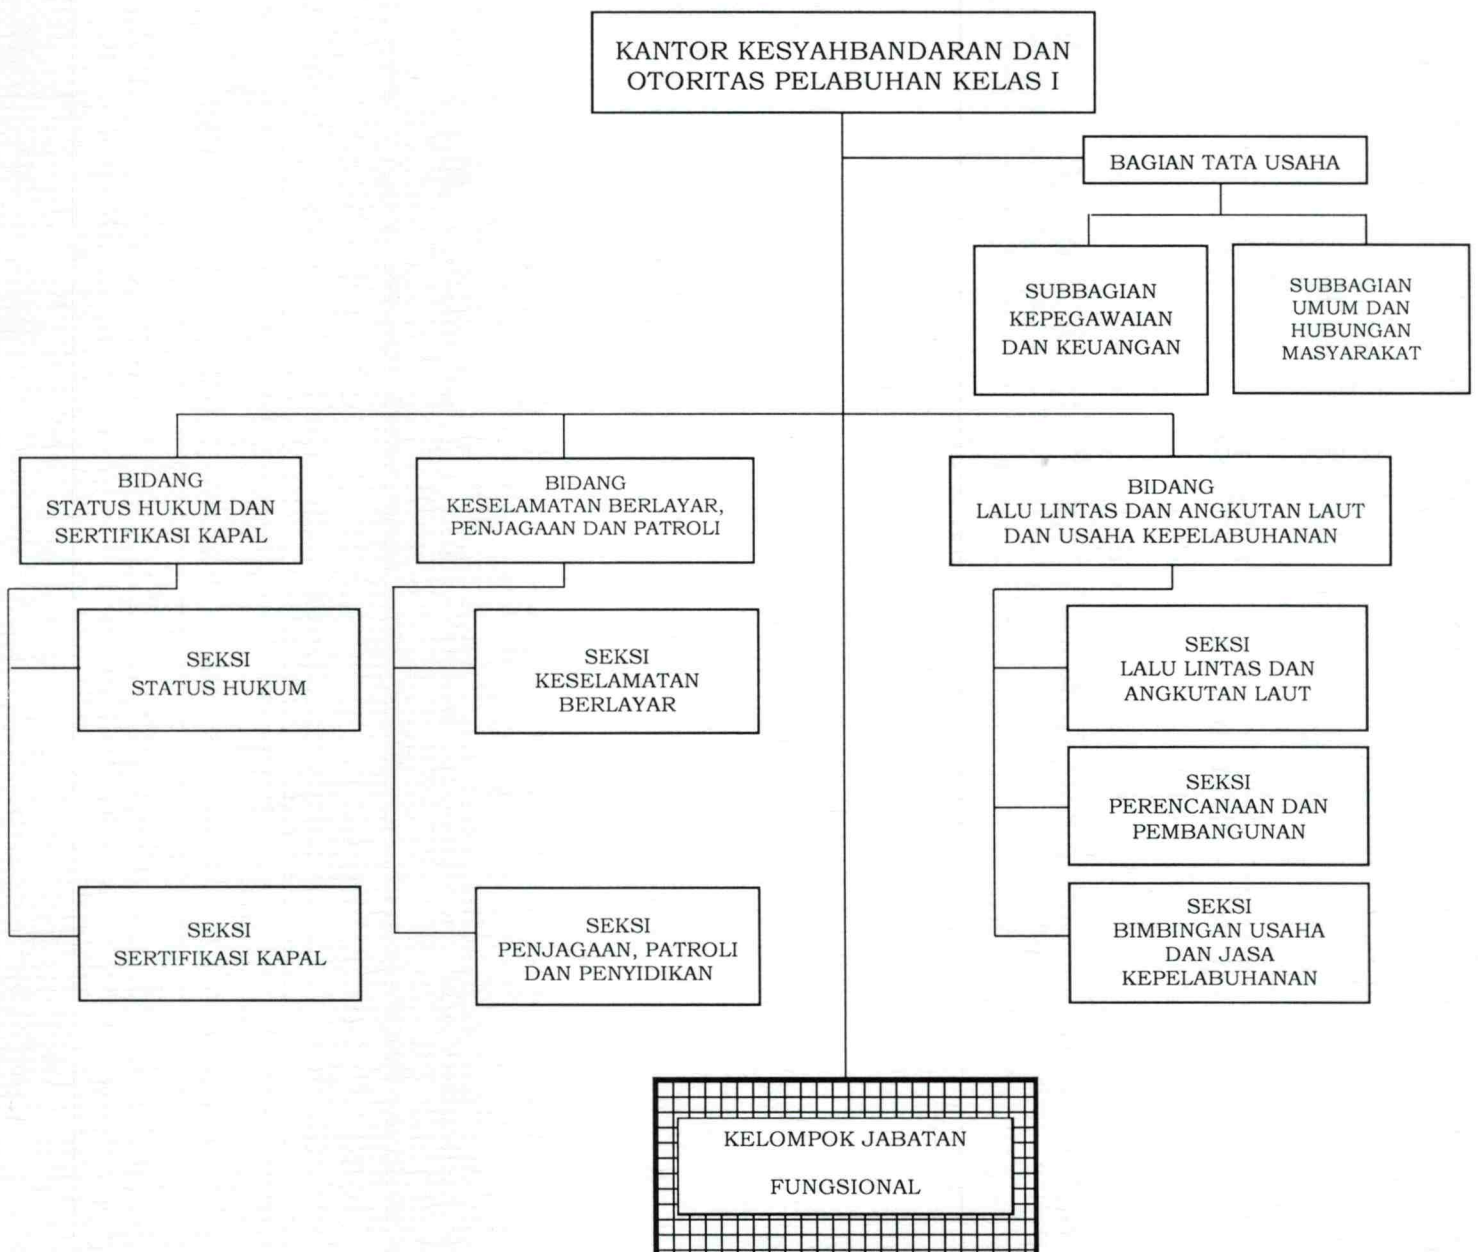 KANTOR KESYAHBANDARAN DAN
OTORITAS PELABUHAN KELAS I
BAGIAN TATA USAHA
SUBBAGIAN
KEPEGAWAIAN
DAN KEUANGAN
SUBBAGIAN
UMUM DAN
HUBUNGAN
MASYARAKAT
BIDANG
STATUS HUKUM DAN
SERTIFIKASI KAPAL
BIDANG
KESELAMATAN BERLAYAR,
PENJAGAAN DAN PATROLI
BIDANG
LALU LINTAS DAN ANGKUTAN LAUT
DAN USAHA KEPELABUHANAN
SEKSI
STATUS HUKUM
SEKSI
KESELAMATAN
BERLAYAR
SEKSI
LALU LINTAS DAN
ANGKUTAN LAUT
SEKSI
PERENCANAAN DAN
PEMBANGUNAN
SEKSI
SERTIFIKASI KAPAL
SEKSI
PENJAGAAN, PATROLI
DAN PENYIDIKAN
SEKSI
BIMBINGAN USAHA
DAN JASA
KEPELABUHANAN
KELOMPOK JABATAN
FUNGSIONAL